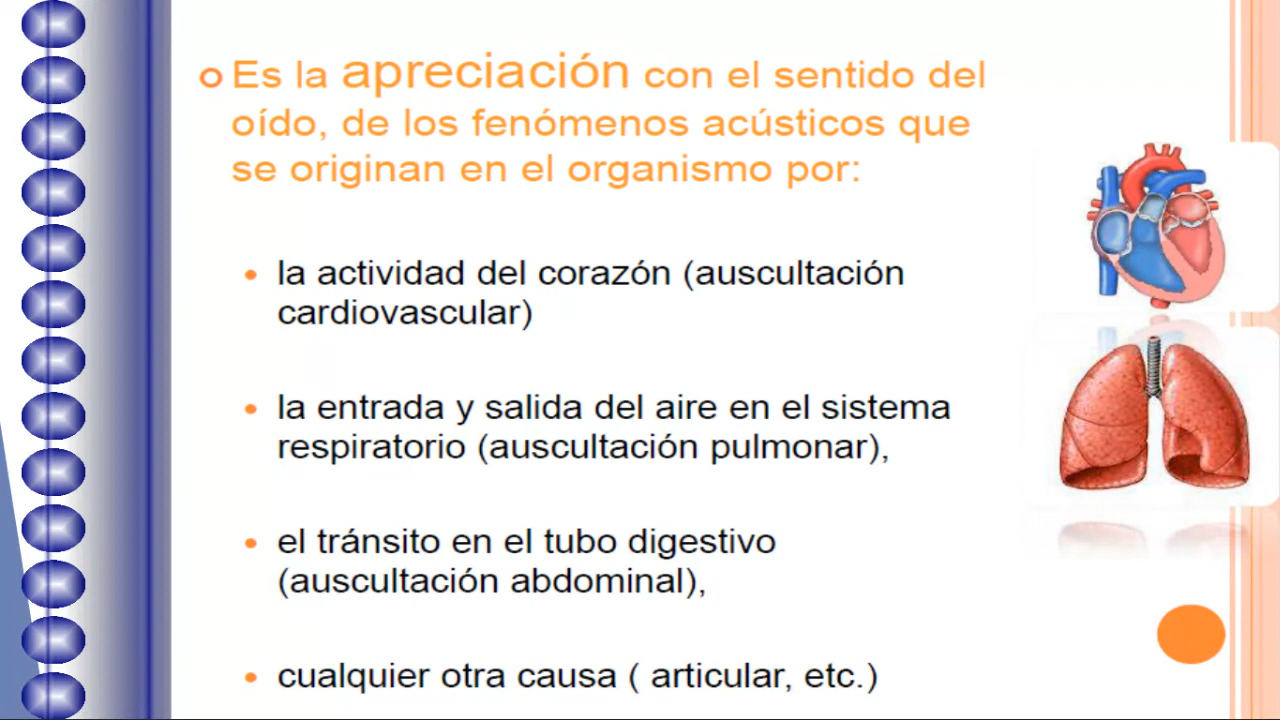 Es la apreciación con el sentido del
oído, de los fenómenos acústicos que
se originan en el organismo por:
• la actividad del corazón (auscultación
cardiovascular)
• la entrada y salida del aire en el sistema
respiratorio (auscultación pulmonar),
• el tránsito en el tubo digestivo
(auscultación abdominal),
• cualquier otra causa ( articular, etc.)